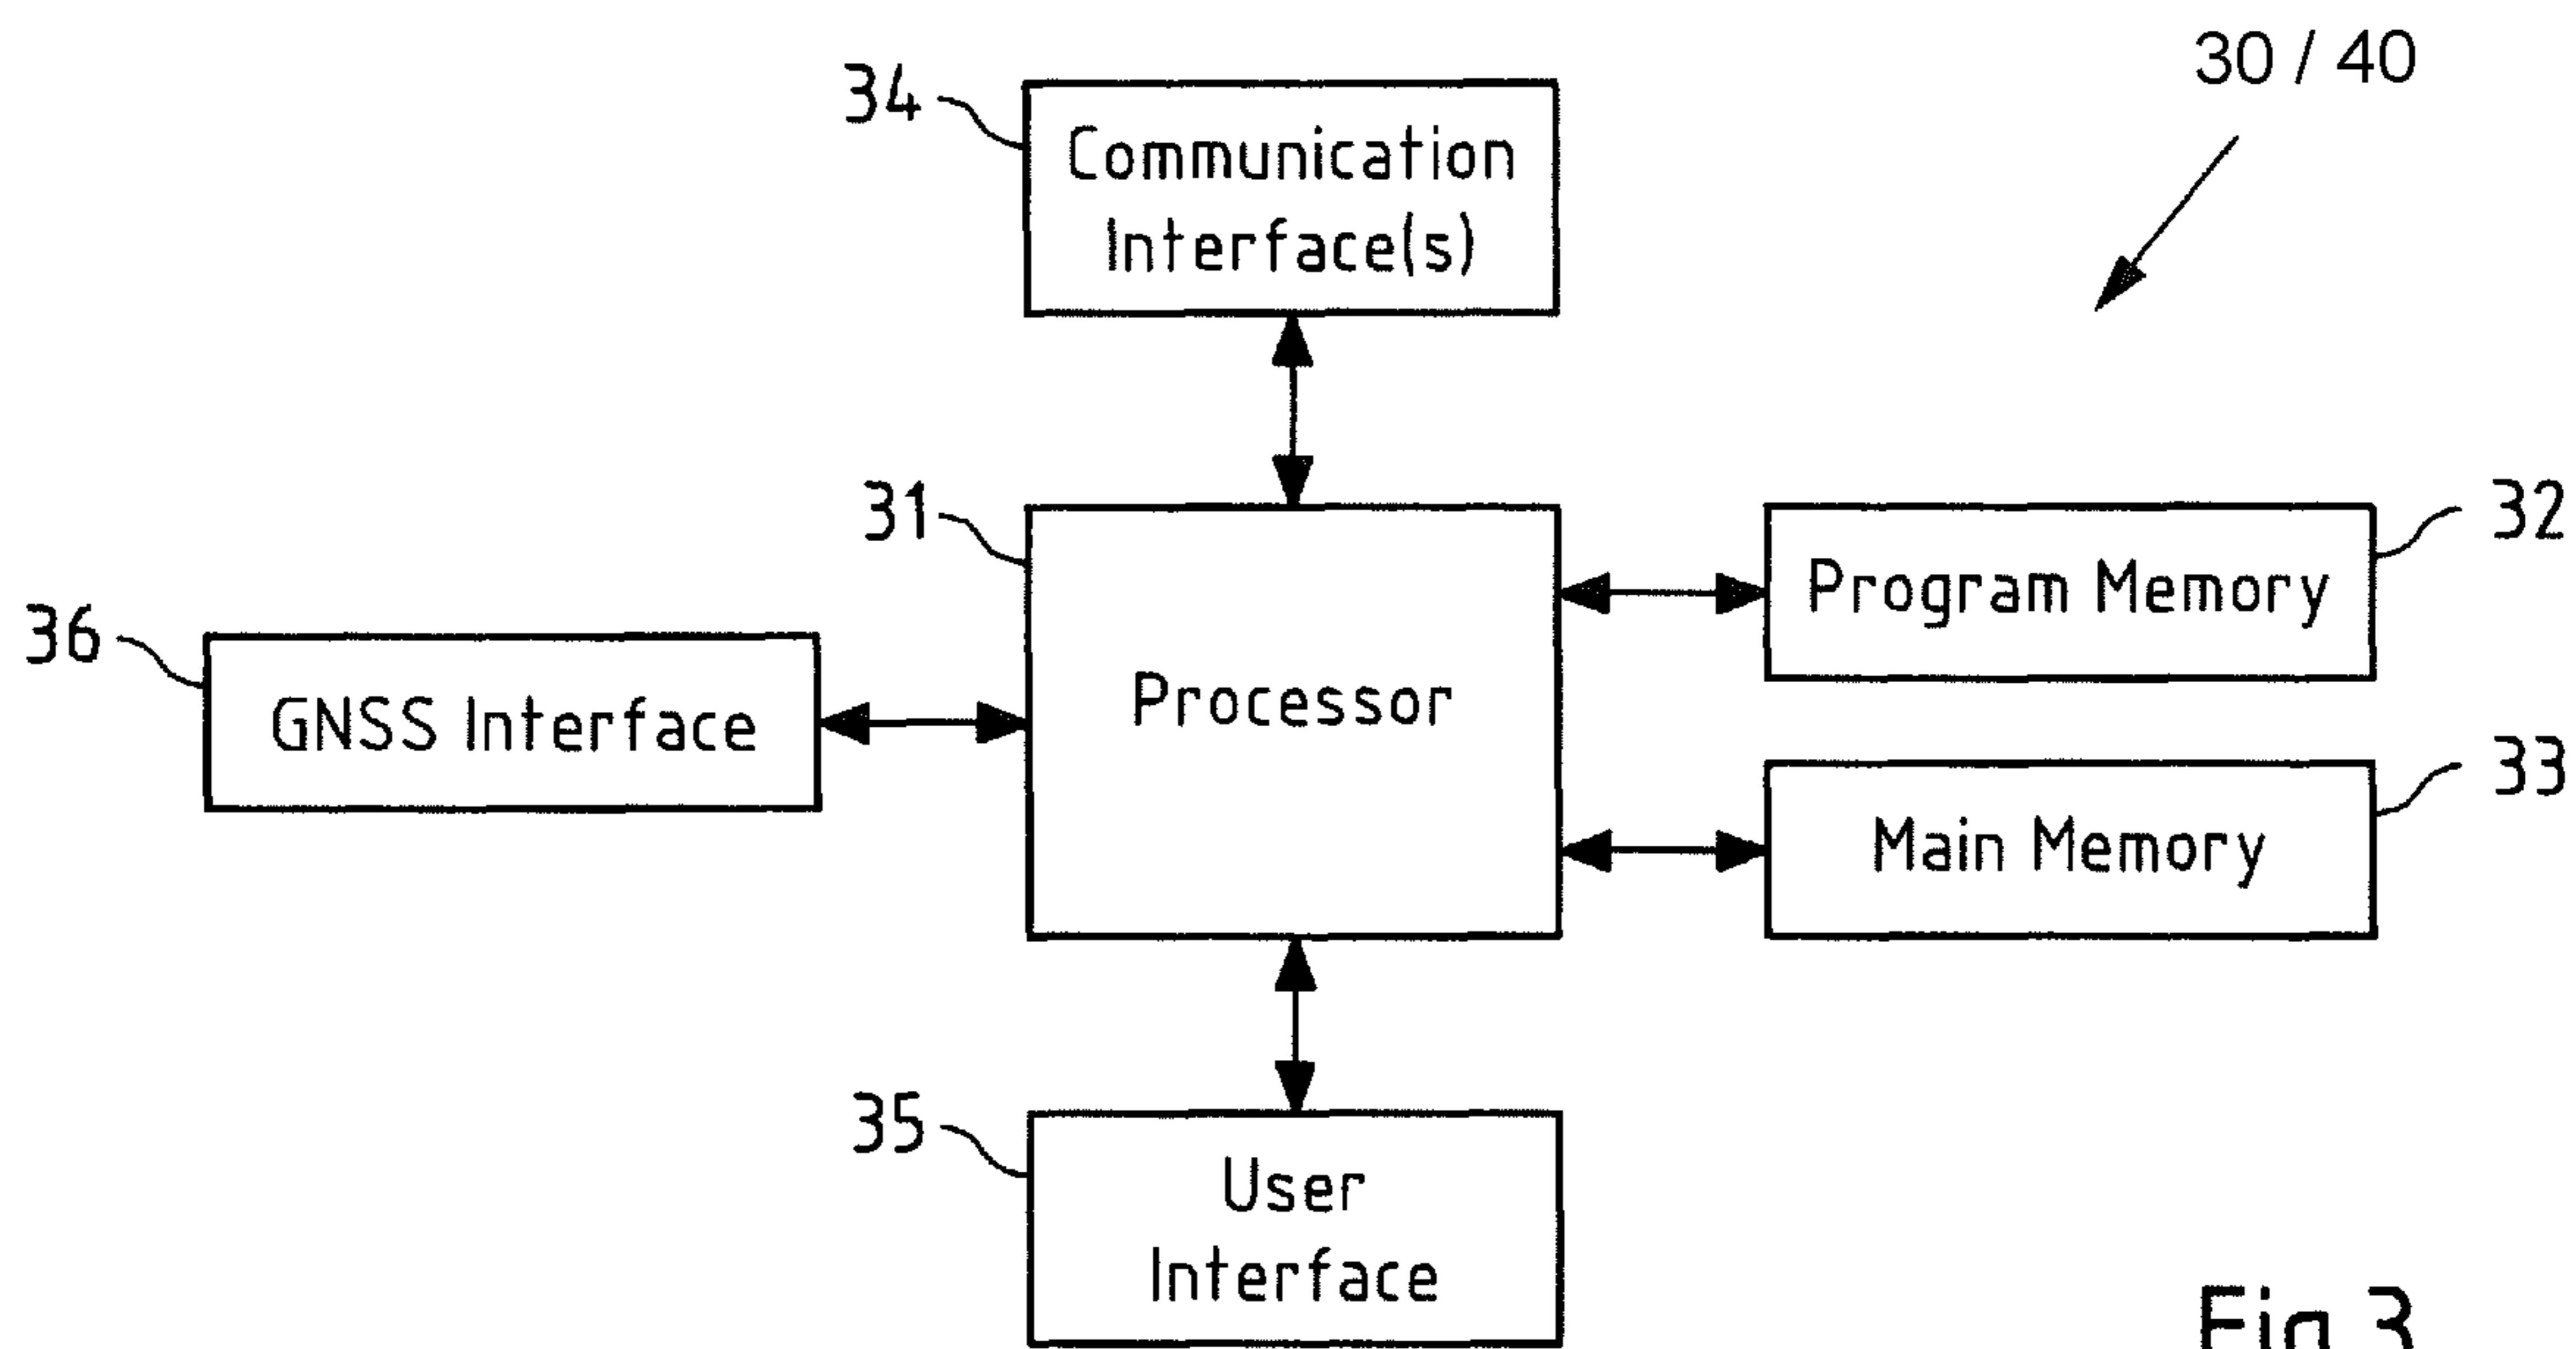 30 / 40
34
Communication
Interface(s)
31
Processor
32
Program Memory
36
GNSS Interface
33
Main Memory
35
User
Interface
Fig.3